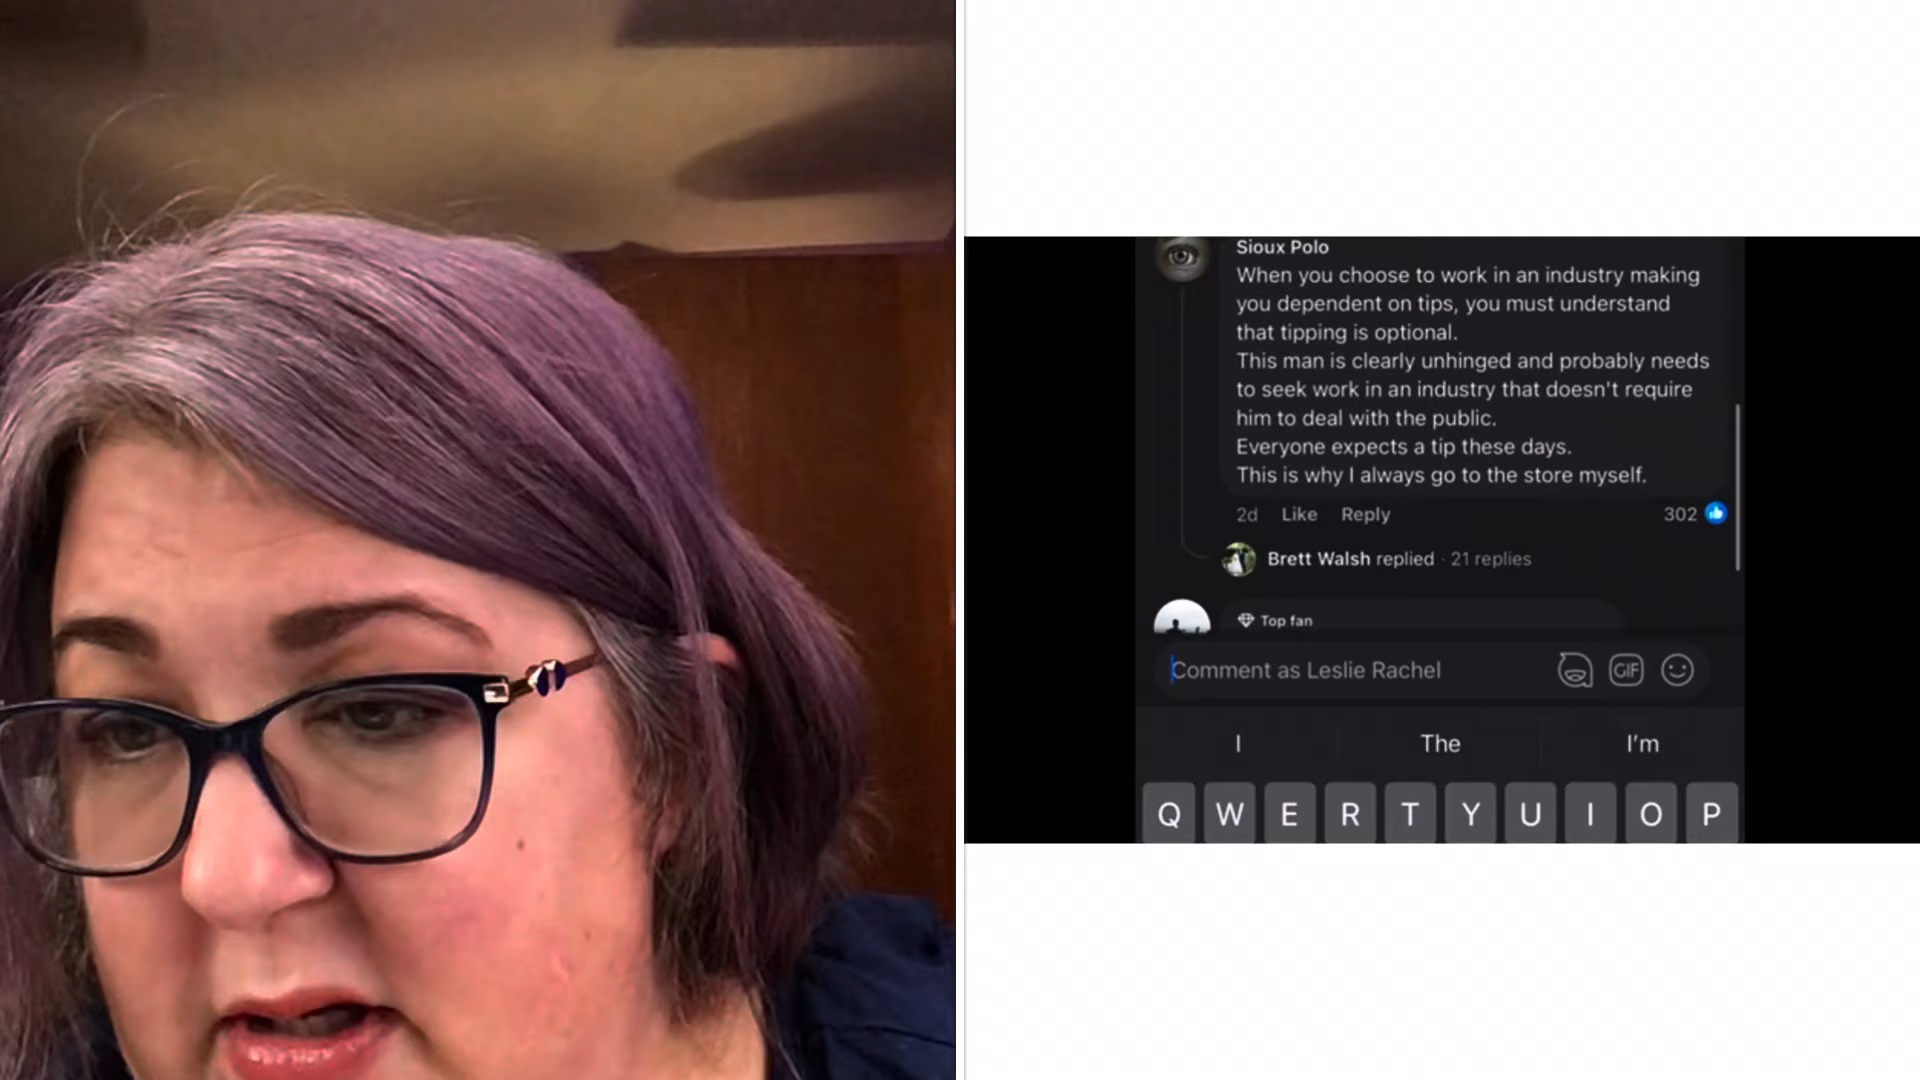 Sioux Polo
When you choose to work in an industry making
you dependent on tips, you must understand
that tipping is optional.
This man is clearly unhinged and probably needs
to seek work in an industry that doesn't require
him to deal with the public.
Everyone expects a tip these days.
This is why I always go to the store myself.
2d Like Reply 302
Brett Walsh replied · 21 replies
Top fan
Comment as Leslie Rachel GIF
I The I'm
Q W E R T Y U I O P